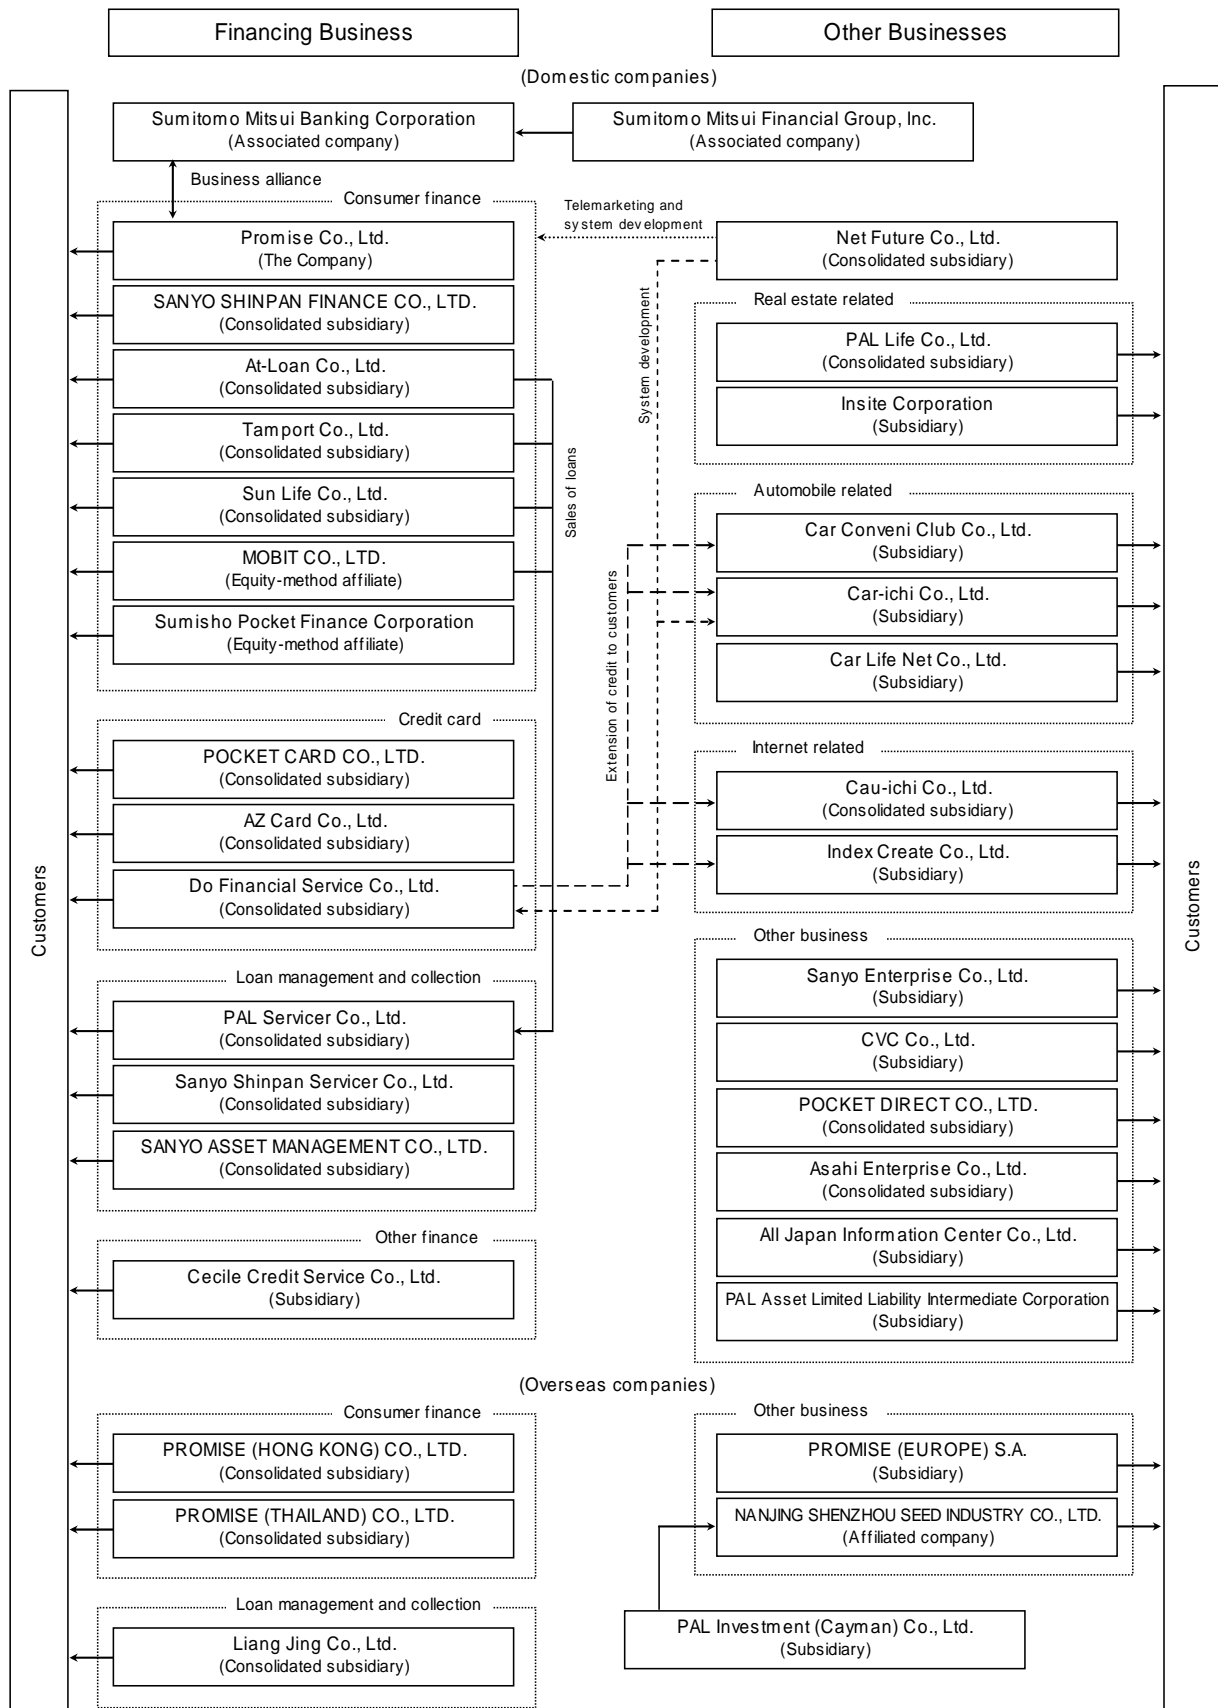 Financing Business
Other Businesses
(Domestic companies)
Sumitomo Mitsui Banking Corporation
(Associated company)
Sumitomo Mitsui Financial Group, Inc.
(Associated company)
Business alliance
Consumer finance
Telemarketing and
system development
Promise Co., Ltd.
(The Company)
SANYO SHINPAN FINANCE CO., LTD.
(Consolidated subsidiary)
At-Loan Co., Ltd.
(Consolidated subsidiary)
Tamport Co., Ltd.
(Consolidated subsidiary)
Sun Life Co., Ltd.
(Consolidated subsidiary)
MOBIT CO., LTD.
(Equity-method affiliate)
Sumisho Pocket Finance Corporation
(Equity-method affiliate)
Sales of loans
System development
Extension of credit to customers
Net Future Co., Ltd.
(Consolidated subsidiary)
Real estate related
PAL Life Co., Ltd.
(Consolidated subsidiary)
Insite Corporation
(Subsidiary)
Automobile related
Car Conveni Club Co., Ltd.
(Subsidiary)
Car-ichi Co., Ltd.
(Subsidiary)
Car Life Net Co., Ltd.
(Subsidiary)
Credit card
POCKET CARD CO., LTD.
(Consolidated subsidiary)
AZ Card Co., Ltd.
(Consolidated subsidiary)
Do Financial Service Co., Ltd.
(Consolidated subsidiary)
Internet related
Cau-ichi Co., Ltd.
(Consolidated subsidiary)
Index Create Co., Ltd.
(Subsidiary)
Customers
Customers
Loan management and collection
PAL Servicer Co., Ltd.
(Consolidated subsidiary)
Sanyo Shinpan Servicer Co., Ltd.
(Consolidated subsidiary)
SANYO ASSET MANAGEMENT CO., LTD.
(Consolidated subsidiary)
Other finance
Cecile Credit Service Co., Ltd.
(Subsidiary)
Other business
Sanyo Enterprise Co., Ltd.
(Subsidiary)
CVC Co., Ltd.
(Subsidiary)
POCKET DIRECT CO., LTD.
(Consolidated subsidiary)
Asahi Enterprise Co., Ltd.
(Consolidated subsidiary)
All Japan Information Center Co., Ltd.
(Subsidiary)
PAL Asset Limited Liability Intermediate Corporation
(Subsidiary)
(Overseas companies)
Consumer finance
PROMISE (HONG KONG) CO., LTD.
(Consolidated subsidiary)
PROMISE (THAILAND) CO., LTD.
(Consolidated subsidiary)
Other business
PROMISE (EUROPE) S.A.
(Subsidiary)
NANJING SHENZHOU SEED INDUSTRY CO., LTD.
(Affiliated company)
Loan management and collection
Liang Jing Co., Ltd.
(Consolidated subsidiary)
PAL Investment (Cayman) Co., Ltd.
(Subsidiary)